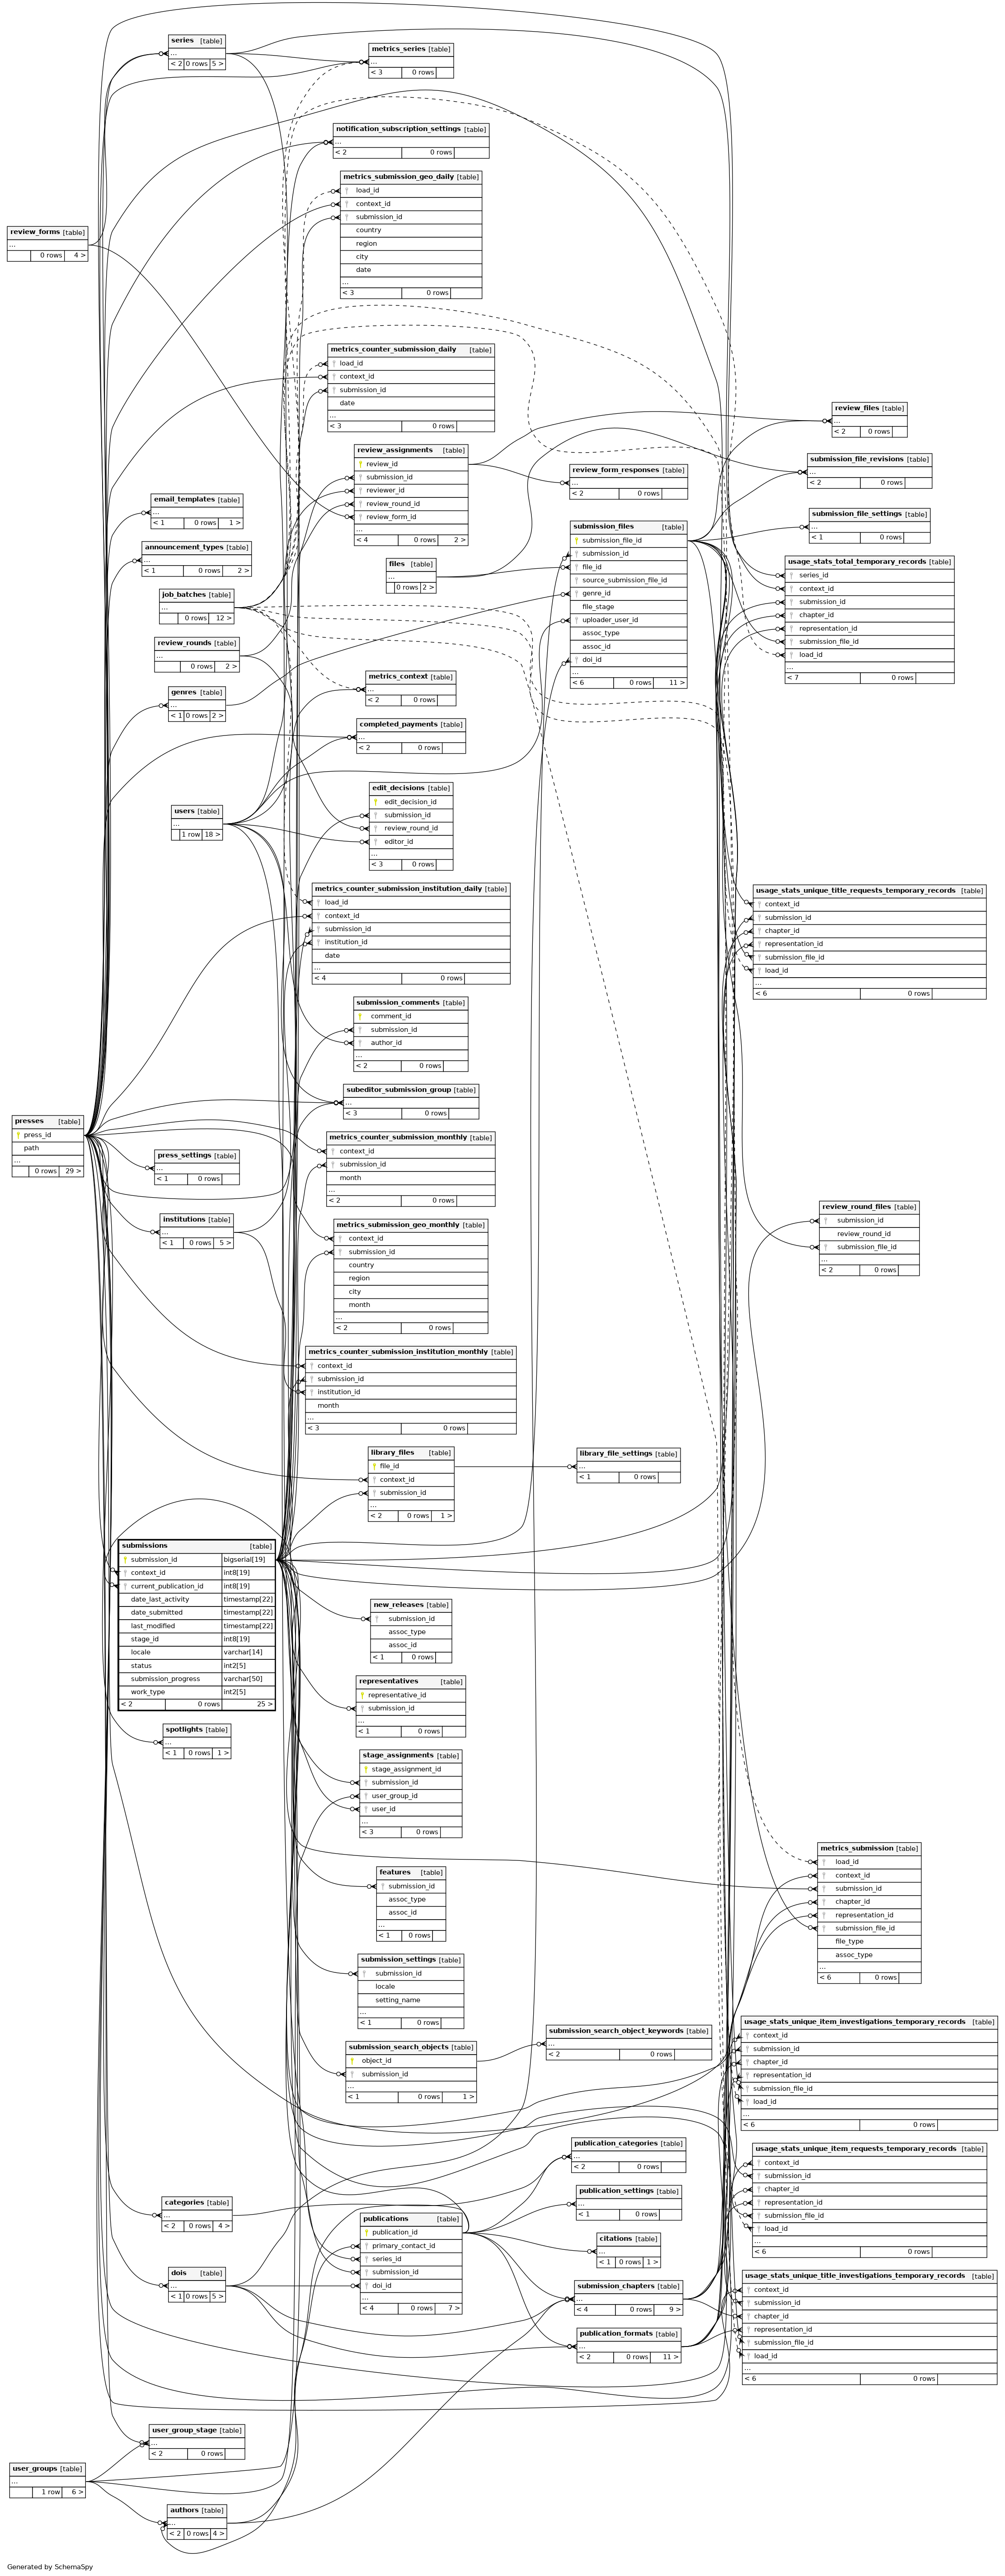 series [table]
...
< 2 0 rows 5 >
metrics_series [table]
...
< 3 0 rows
notification_subscription_settings [table]
...
< 2 0 rows
metrics_submission_geo_daily [table]
load_id
context_id
submission_id
country
region
city
date
...
< 3 0 rows
review_forms [table]
...
0 rows 4 >
metrics_counter_submission_daily [table]
load_id
context_id
submission_id
date
...
< 3 0 rows
review_files [table]
...
< 2 0 rows
review_assignments [table]
review_id
submission_id
reviewer_id
review_round_id
review_form_id
...
< 4 0 rows 2 >
submission_file_revisions [table]
...
< 2 0 rows
review_form_responses [table]
...
< 2 0 rows
email_templates [table]
...
< 1 0 rows 1 >
submission_file_settings [table]
...
< 1 0 rows
submission_files [table]
submission_file_id
submission_id
file_id
source_submission_file_id
genre_id
file_stage
uploader_user_id
assoc_type
assoc_id
doi_id
...
< 6 0 rows 11 >
announcement_types [table]
...
< 1 0 rows 2 >
files [table]
...
0 rows 2 >
usage_stats_total_temporary_records [table]
series_id
context_id
submission_id
chapter_id
representation_id
submission_file_id
load_id
...
< 7 0 rows
job_batches [table]
...
0 rows 12 >
review_rounds [table]
...
0 rows 2 >
metrics_context [table]
...
< 2 0 rows
genres [table]
...
< 1 0 rows 2 >
completed_payments [table]
...
< 2 0 rows
edit_decisions [table]
edit_decision_id
submission_id
review_round_id
editor_id
...
< 3 0 rows
users [table]
...
1 row 18 >
metrics_counter_submission_institution_daily [table]
load_id
context_id
submission_id
institution_id
date
...
< 4 0 rows
usage_stats_unique_title_requests_temporary_records [table]
context_id
submission_id
chapter_id
representation_id
submission_file_id
load_id
...
< 6 0 rows
submission_comments [table]
comment_id
submission_id
author_id
...
< 2 0 rows
subeditor_submission_group [table]
...
< 3 0 rows
presses [table]
press_id
path
...
0 rows 29 >
metrics_counter_submission_monthly [table]
context_id
submission_id
month
...
< 2 0 rows
press_settings [table]
...
< 1 0 rows
review_round_files [table]
submission_id
review_round_id
submission_file_id
...
< 2 0 rows
institutions [table]
...
< 1 0 rows 5 >
metrics_submission_geo_monthly [table]
context_id
submission_id
country
region
city
month
...
< 2 0 rows
metrics_counter_submission_institution_monthly [table]
context_id
submission_id
institution_id
month
...
< 3 0 rows
library_files [table]
file_id
context_id
submission_id
...
< 2 0 rows 1 >
library_file_settings [table]
...
< 1 0 rows
submissions [table]
submission_id bigserial[19]
context_id int8[19]
current_publication_id int8[19]
date_last_activity timestamp[22]
date_submitted timestamp[22]
last_modified timestamp[22]
stage_id int8[19]
locale varchar[14]
status int2[5]
submission_progress varchar[50]
work_type int2[5]
< 2 0 rows 25 >
new_releases [table]
submission_id
assoc_type
assoc_id
...
< 1 0 rows
representatives [table]
representative_id
submission_id
...
< 1 0 rows
spotlights [table]
...
< 1 0 rows 1 >
stage_assignments [table]
stage_assignment_id
submission_id
user_group_id
user_id
...
< 3 0 rows
metrics_submission [table]
load_id
context_id
submission_id
chapter_id
representation_id
submission_file_id
file_type
assoc_type
...
< 6 0 rows
features [table]
submission_id
assoc_type
assoc_id
...
< 1 0 rows
submission_settings [table]
submission_id
locale
setting_name
...
< 1 0 rows
usage_stats_unique_item_investigations_temporary_records [table]
context_id
submission_id
chapter_id
representation_id
submission_file_id
load_id
...
< 6 0 rows
submission_search_object_keywords [table]
...
< 2 0 rows
submission_search_objects [table]
object_id
submission_id
...
< 1 0 rows 1 >
publication_categories [table]
...
< 2 0 rows
usage_stats_unique_item_requests_temporary_records [table]
context_id
submission_id
chapter_id
representation_id
submission_file_id
load_id
...
< 6 0 rows
publication_settings [table]
...
< 1 0 rows
categories [table]
...
< 2 0 rows 4 >
publications [table]
publication_id
primary_contact_id
series_id
submission_id
doi_id
...
< 4 0 rows 7 >
citations [table]
...
< 1 0 rows 1 >
dois [table]
...
< 1 0 rows 5 >
usage_stats_unique_title_investigations_temporary_records [table]
context_id
submission_id
chapter_id
representation_id
submission_file_id
load_id
...
< 6 0 rows
submission_chapters [table]
...
< 4 0 rows 9 >
publication_formats [table]
...
< 2 0 rows 11 >
user_group_stage [table]
...
< 2 0 rows
user_groups [table]
...
1 row 6 >
authors [table]
...
< 2 0 rows 4 >
Generated by SchemaSpy